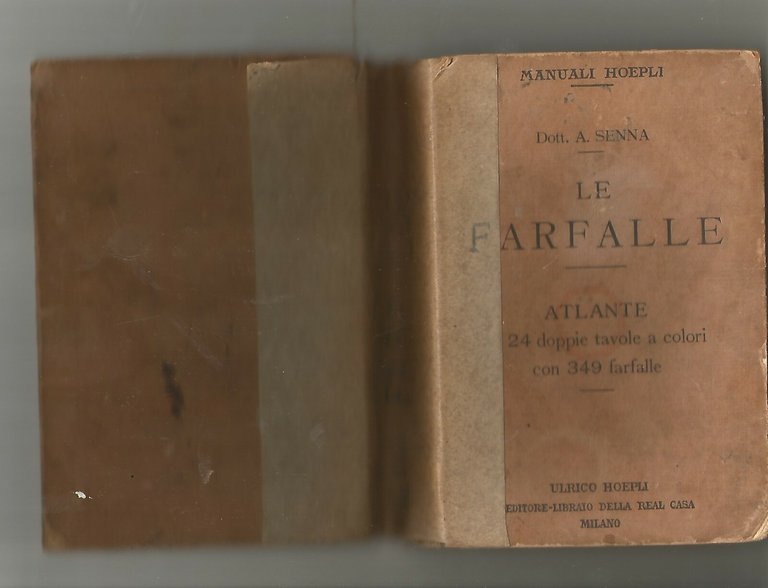 MANUALI HOEPLI
Dott. A. SENNA
LE
FARFALLE
ATLANTE
24 doppie tavole a colori
con 349 farfalle
ULRICO HOEPLI
EDITORE-LIBRAIO DELLA REAL CASA
MILANO